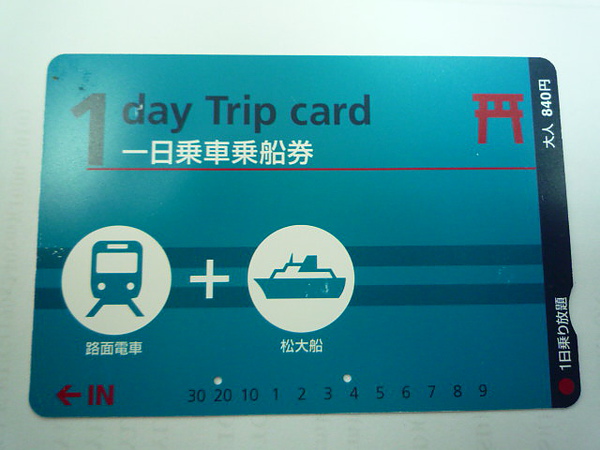 1 day Trip card
一日乗車乗船券
大人 840円
路面電車
+
松大船
1日乗り放題
←IN
30 20 10 1 2 3 4 5 6 7 8 9